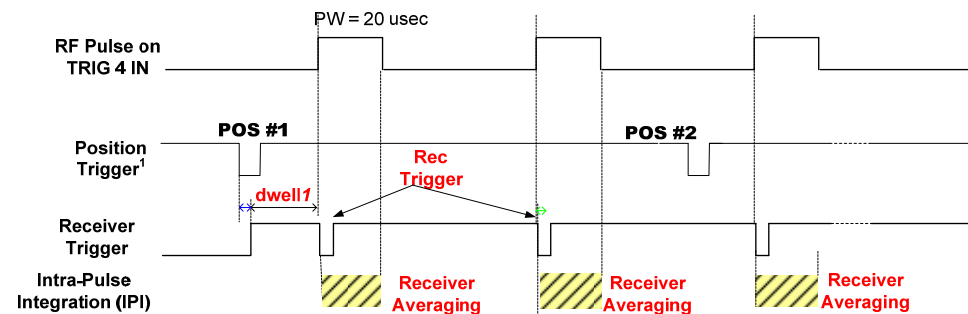 PW = 20 usec
RF Pulse on
TRIG 4 IN
POS #1
POS #2
Position
Trigger1
Rec
Trigger
dwell1
Receiver
Trigger
Intra-Pulse
Integration (IPI)
Receiver
Averaging
Receiver
Averaging
Receiver
Averaging